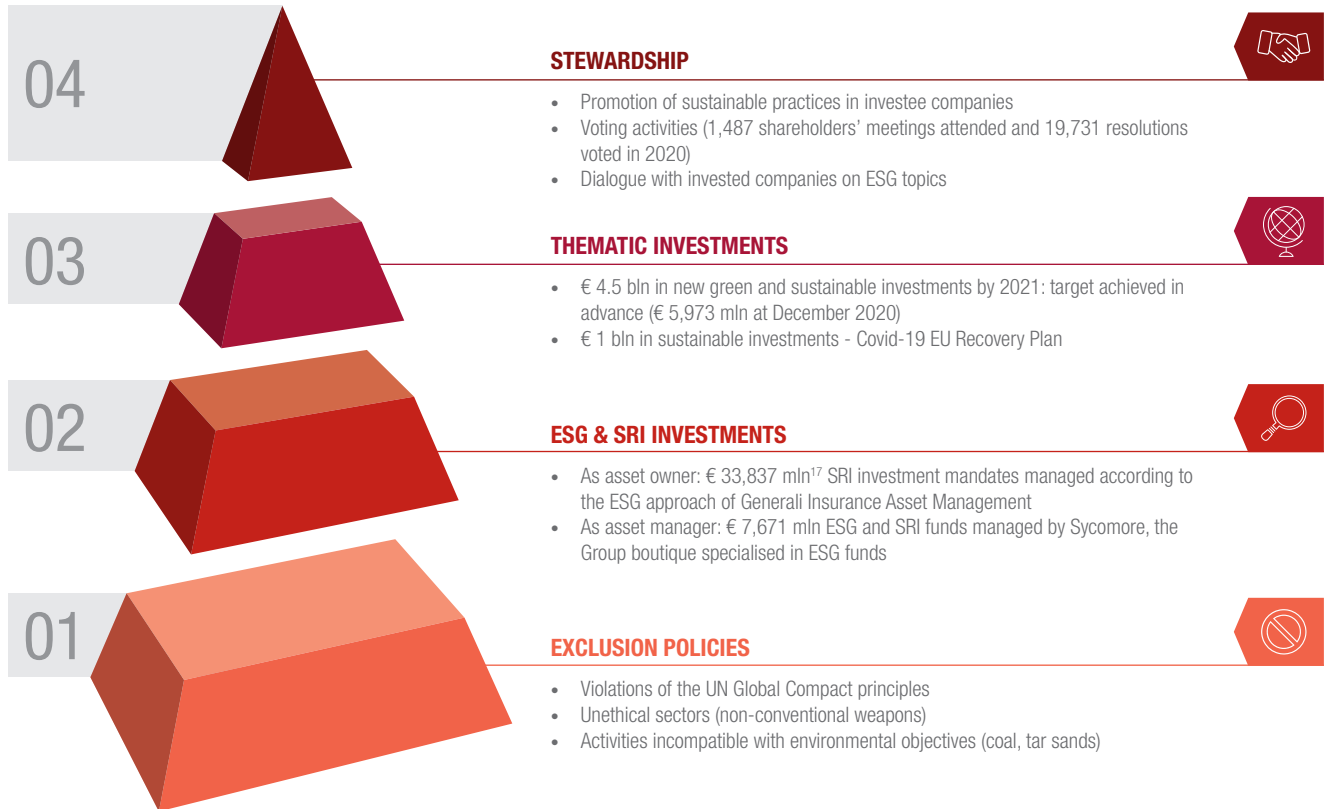 04
STEWARDSHIP
• Promotion of sustainable practices in investee companies
• Voting activities (1,487 shareholders’ meetings attended and 19,731 resolutions
voted in 2020)
• Dialogue with invested companies on ESG topics
03
THEMATIC INVESTMENTS
• € 4.5 bln in new green and sustainable investments by 2021: target achieved in
advance (€ 5,973 mln at December 2020)
• € 1 bln in sustainable investments - Covid-19 EU Recovery Plan
02
ESG & SRI INVESTMENTS
• As asset owner: € 33,837 mln¹⁷ SRI investment mandates managed according to
the ESG approach of Generali Insurance Asset Management
• As asset manager: € 7,671 mln ESG and SRI funds managed by Sycomore, the
Group boutique specialised in ESG funds
01
EXCLUSION POLICIES
• Violations of the UN Global Compact principles
• Unethical sectors (non-conventional weapons)
• Activities incompatible with environmental objectives (coal, tar sands)